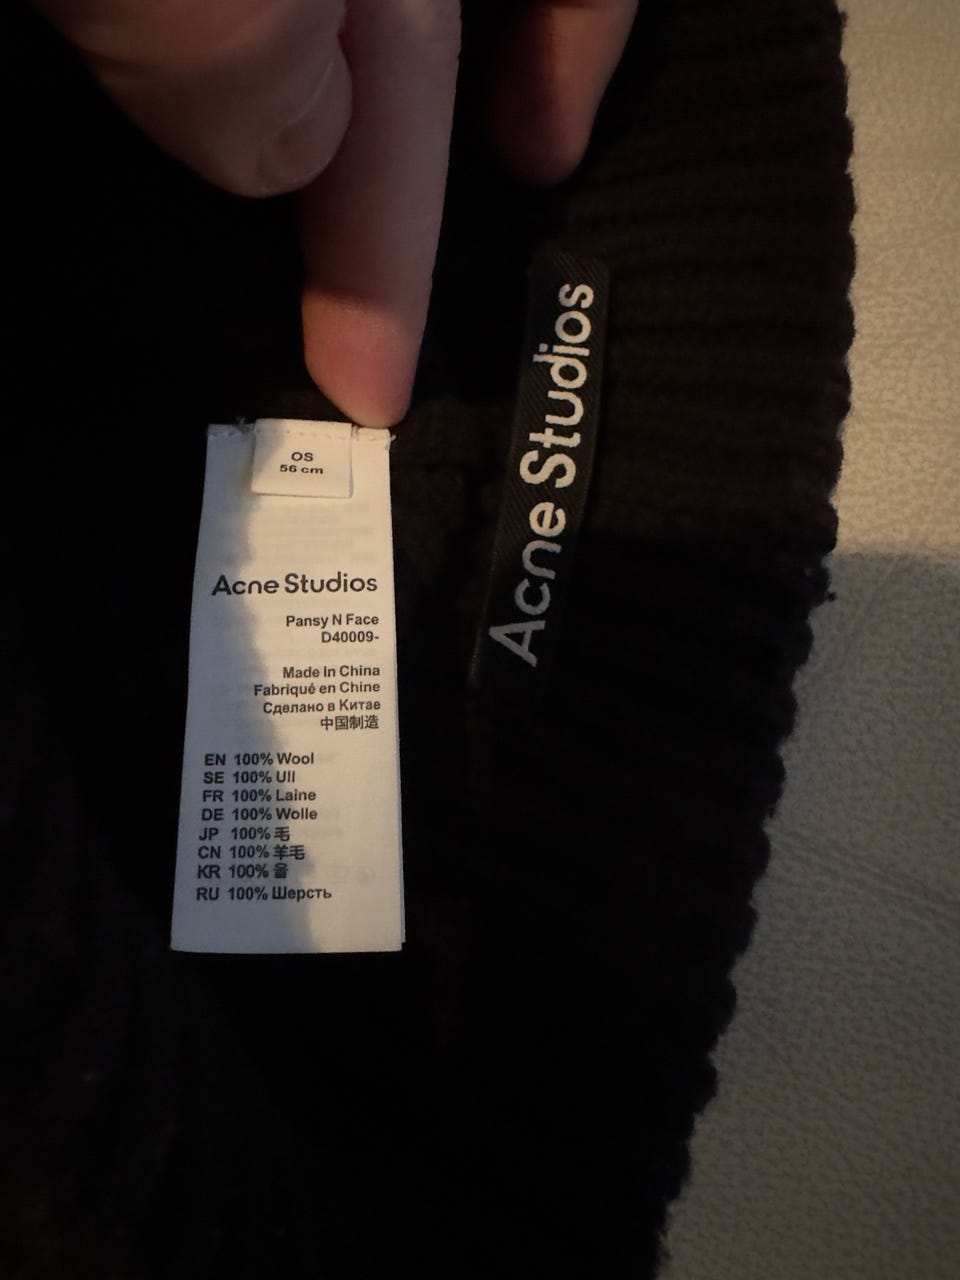 OS
56 cm
Acne Studios
Pansy N Face
D40009-
Made In China
Fabriqué en Chine
Сделано в Китае
中国制造
EN 100% Wool
SE 100% Ull
FR 100% Laine
DE 100% Wolle
JP 100% 毛
CN 100% 羊毛
KR 100% 울
RU 100% Шерсть
Acne Studios